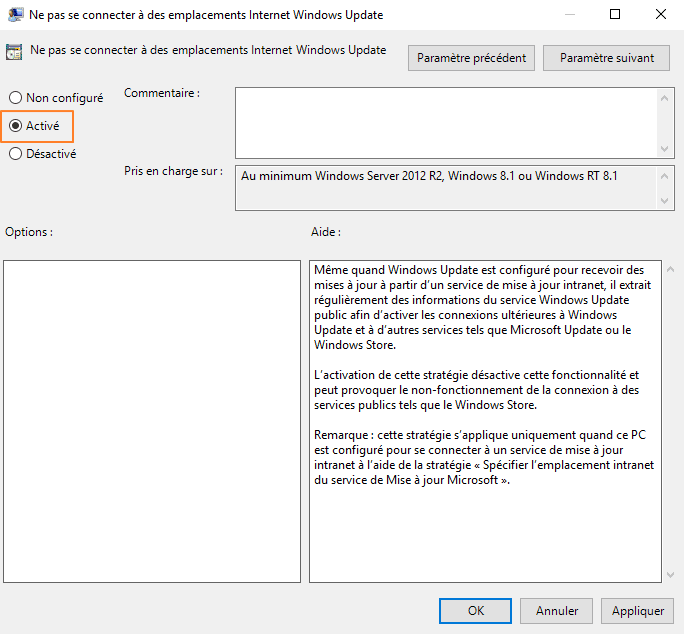 Ne pas se connecter à des emplacements Internet Windows Update
Ne pas se connecter à des emplacements Internet Windows Update
Paramètre précédent
Paramètre suivant
Non configuré
Activé
Désactivé
Commentaire :
Pris en charge sur :
Au minimum Windows Server 2012 R2, Windows 8.1 ou Windows RT 8.1
Options :
Aide :
Même quand Windows Update est configuré pour recevoir des
mises à jour à partir d’un service de mise à jour intranet, il extrait
régulièrement des informations du service Windows Update
public afin d’activer les connexions ultérieures à Windows
Update et à d’autres services tels que Microsoft Update ou le
Windows Store.
L’activation de cette stratégie désactive cette fonctionnalité et
peut provoquer le non-fonctionnement de la connexion à des
services publics tels que le Windows Store.
Remarque : cette stratégie s’applique uniquement quand ce PC
est configuré pour se connecter à un service de mise à jour
intranet à l’aide de la stratégie « Spécifier l’emplacement intranet
du service de Mise à jour Microsoft ».
OK
Annuler
Appliquer